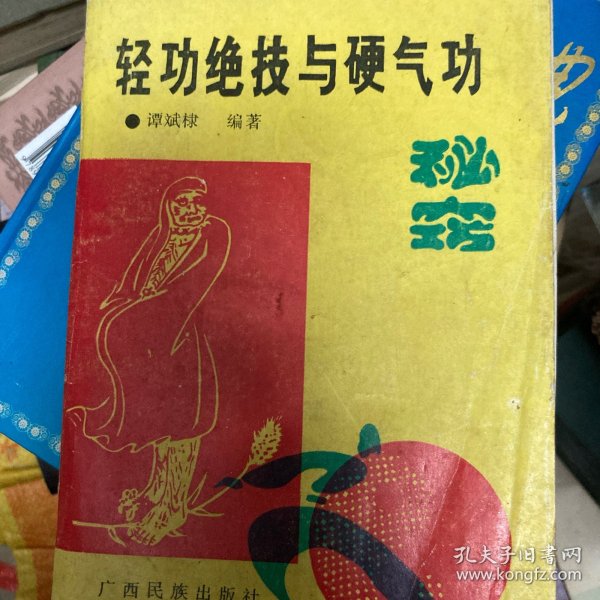 轻功绝技与硬气功
●谭斌棣 编著
秘诀
广西民族出版社
孔夫子旧书网
www.kongfz.com